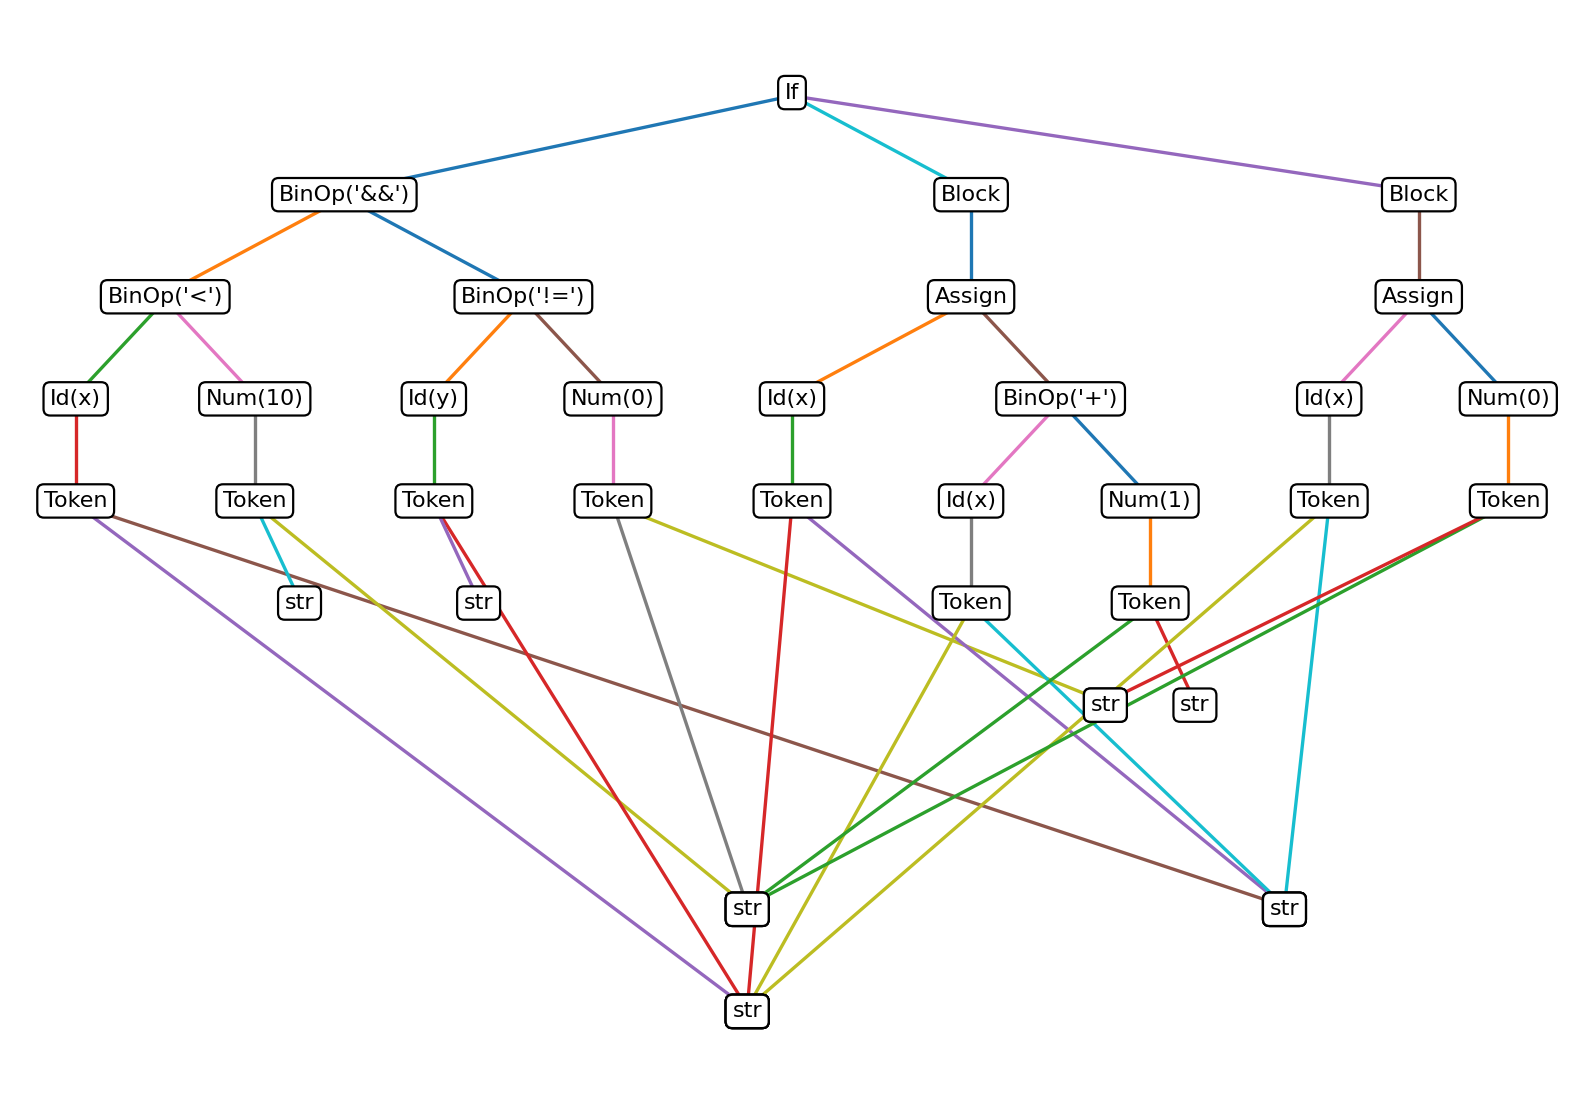 If
BinOp('&&')
Block
Block
BinOp('<')
BinOp('!=')
Assign
Assign
Id(x)
Num(10)
Id(y)
Num(0)
Id(x)
BinOp('+')
Id(x)
Num(0)
Token
Token
Token
Token
Token
Id(x)
Num(1)
Token
Token
str
str
Token
Token
str
str
str
str
str